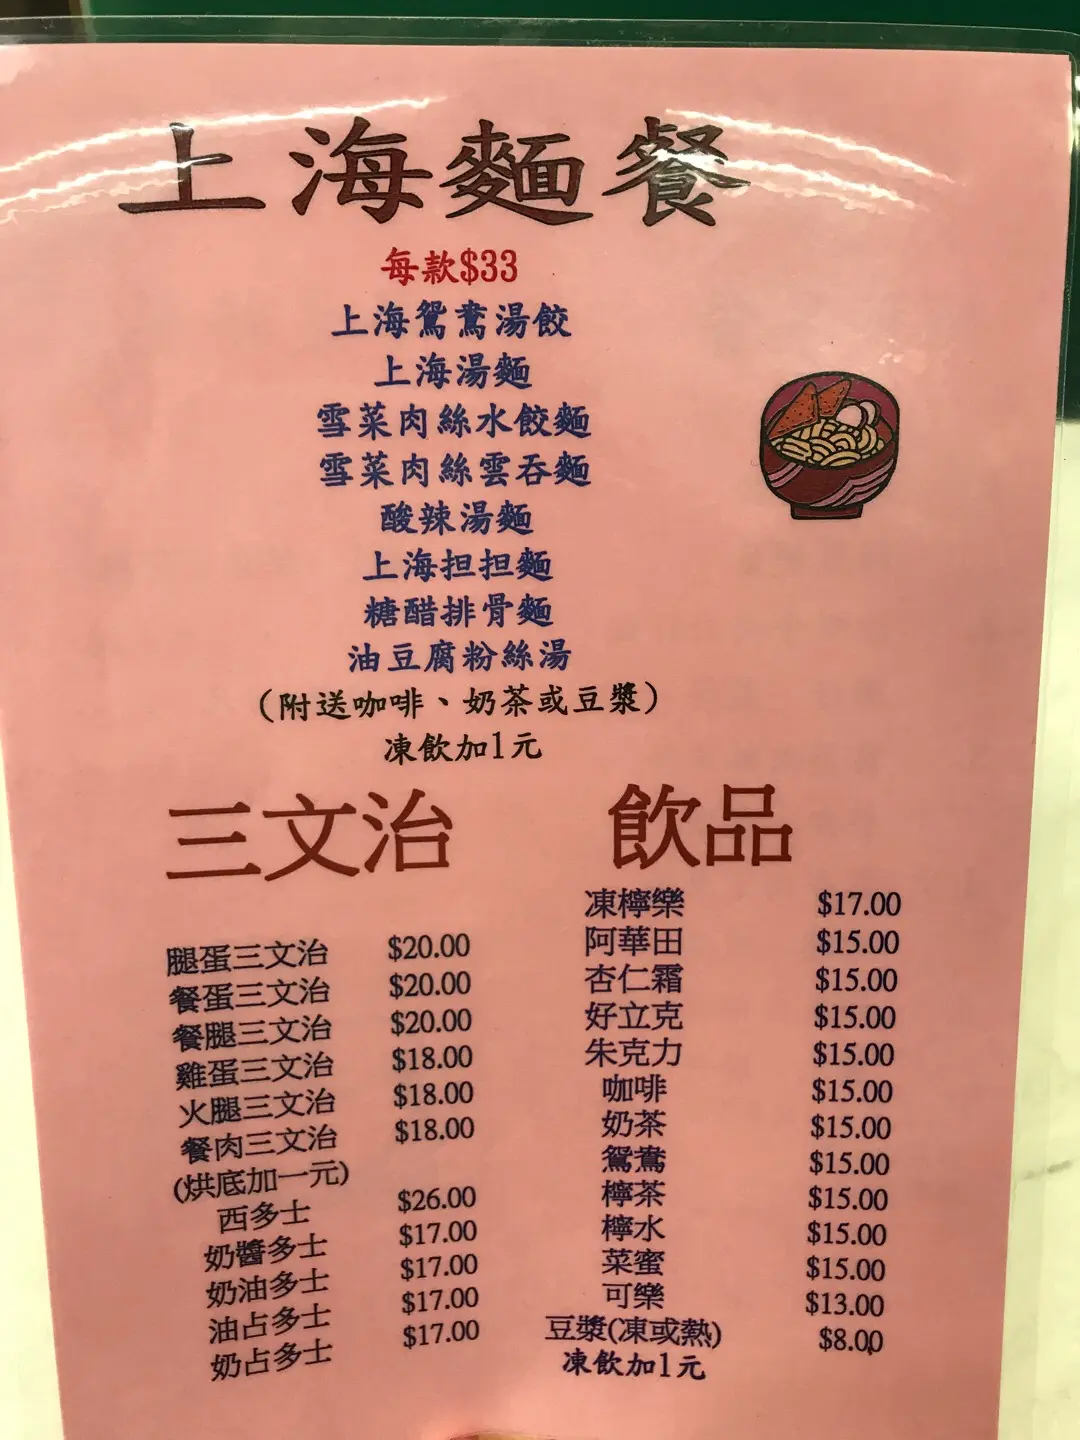 上海麵餐
每款$33
上海鴛鴦湯餃
上海湯麵
雪菜肉絲水餃麵
雪菜肉絲雲吞麵
酸辣湯麵
上海担担麵
糖醋排骨麵
油豆腐粉絲湯
(附送咖啡、奶茶或豆漿)
凍飲加1元
三文治
腿蛋三文治 $20.00
餐蛋三文治 $20.00
餐腿三文治 $20.00
雞蛋三文治 $18.00
火腿三文治 $18.00
餐肉三文治 $18.00
(烘底加一元)
西多士 $26.00
奶醬多士 $17.00
奶油多士 $17.00
油占多士 $17.00
奶占多士 $17.00
飲品
凍檸樂 $17.00
阿華田 $15.00
杏仁霜 $15.00
好立克 $15.00
朱克力 $15.00
咖啡 $15.00
奶茶 $15.00
鴛鴦 $15.00
檸茶 $15.00
檸水 $15.00
菜蜜 $15.00
可樂 $13.00
豆漿(凍或熱) $8.00
凍飲加1元